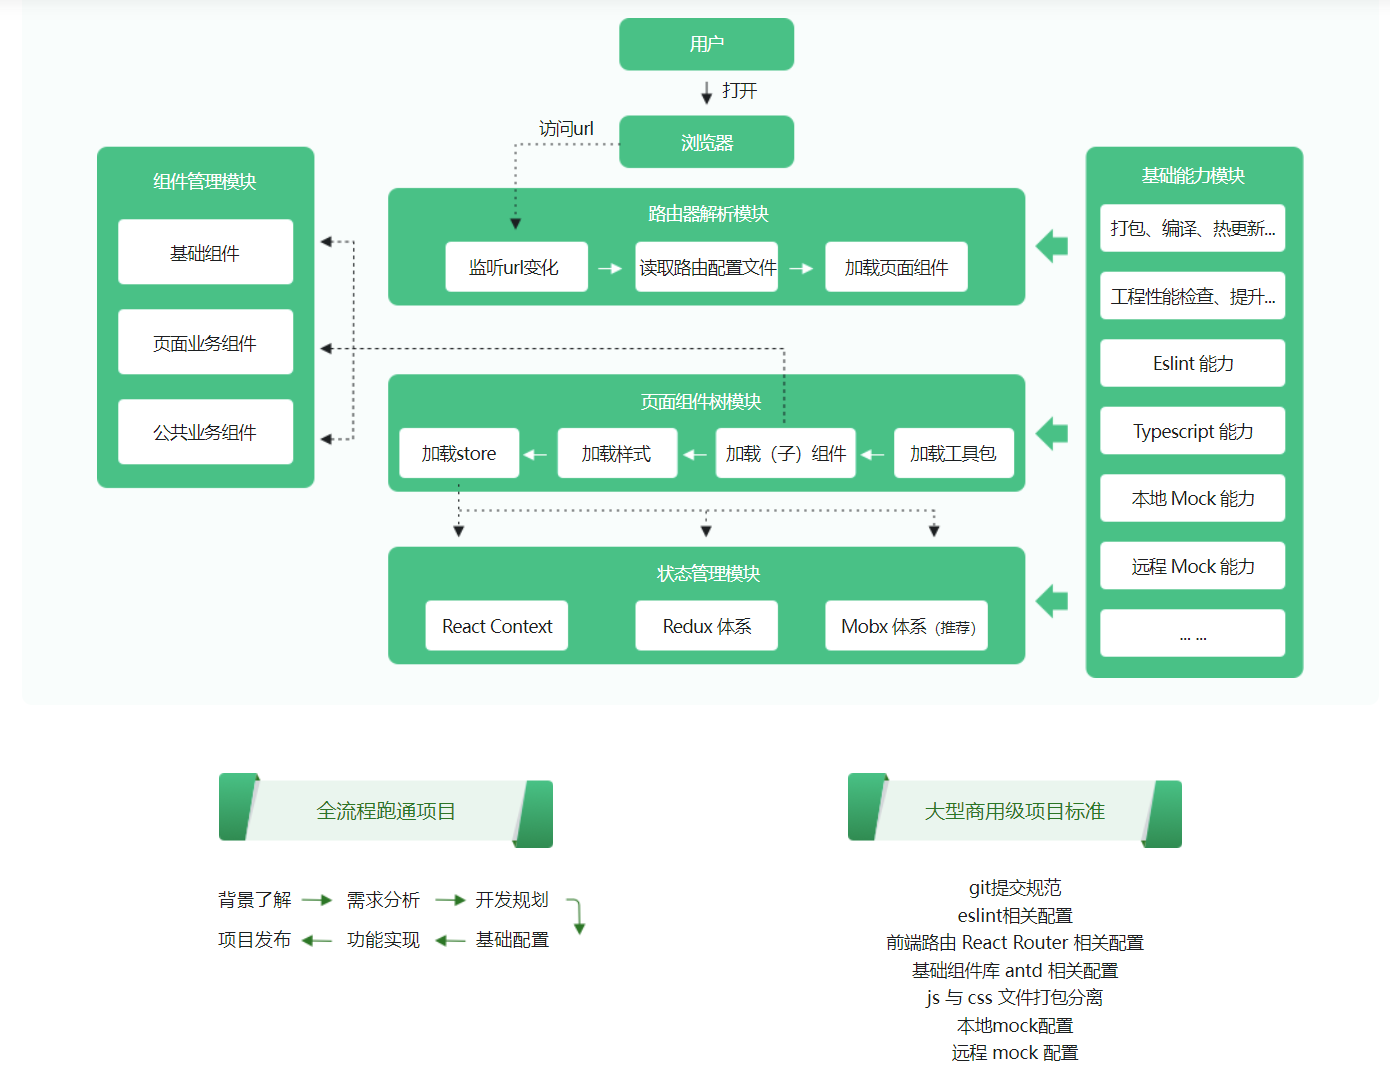 用户
打开
访问url
浏览器
组件管理模块
基础组件
页面业务组件
公共业务组件
路由器解析模块
监听url变化
读取路由配置文件
加载页面组件
页面组件树模块
加载store
加载样式
加载（子）组件
加载工具包
状态管理模块
React Context
Redux 体系
Mobx 体系（推荐）
基础能力模块
打包、编译、热更新...
工程性能检查、提升...
Eslint 能力
Typescript 能力
本地 Mock 能力
远程 Mock 能力
... ...
全流程跑通项目
背景了解
需求分析
开发规划
项目发布
功能实现
基础配置
大型商用级项目标准
git提交规范
eslint相关配置
前端路由 React Router 相关配置
基础组件库 antd 相关配置
js 与 css 文件打包分离
本地mock配置
远程 mock 配置